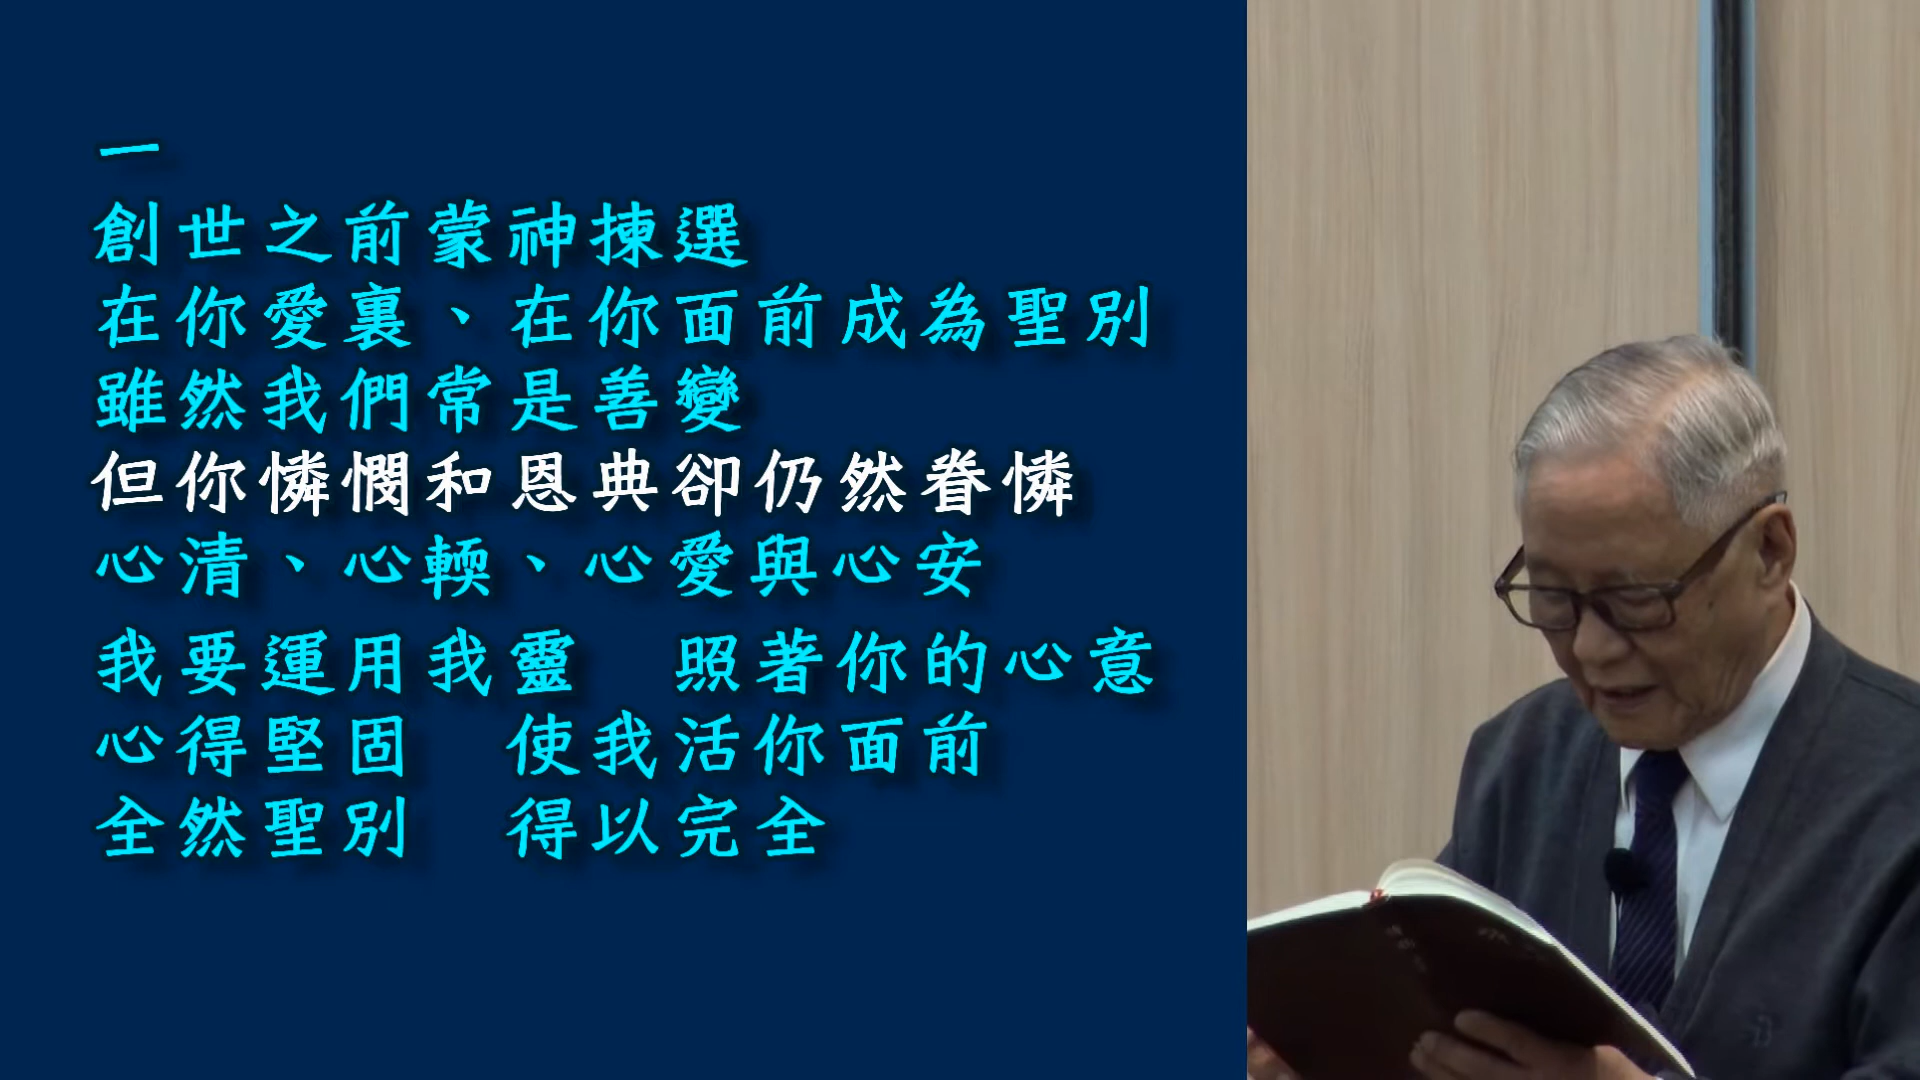 一
創世之前蒙神揀選
在你愛裏、在你面前成為聖別
雖然我們常是善變
但你憐憫和恩典卻仍然眷憐
心清、心輭、心愛與心安
我要運用我靈　照著你的心意
心得堅固　使我活你面前
全然聖別　得以完全